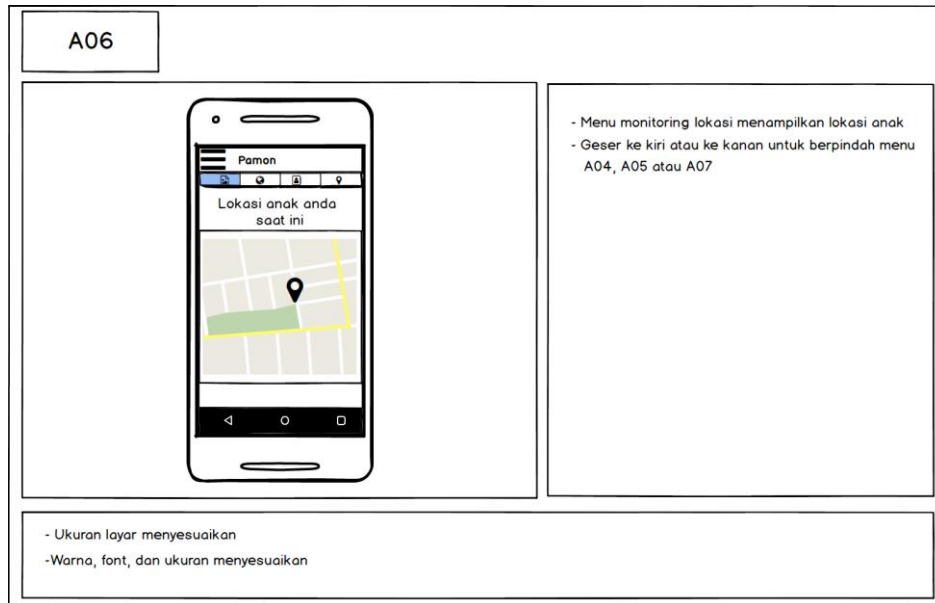 A06
Pamon
Lokasi anak anda
saat ini
- Menu monitoring lokasi menampilkan lokasi anak
- Geser ke kiri atau ke kanan untuk berpindah menu
A04, A05 atau A07
- Ukuran layar menyesuaikan
-Warna, font, dan ukuran menyesuaikan